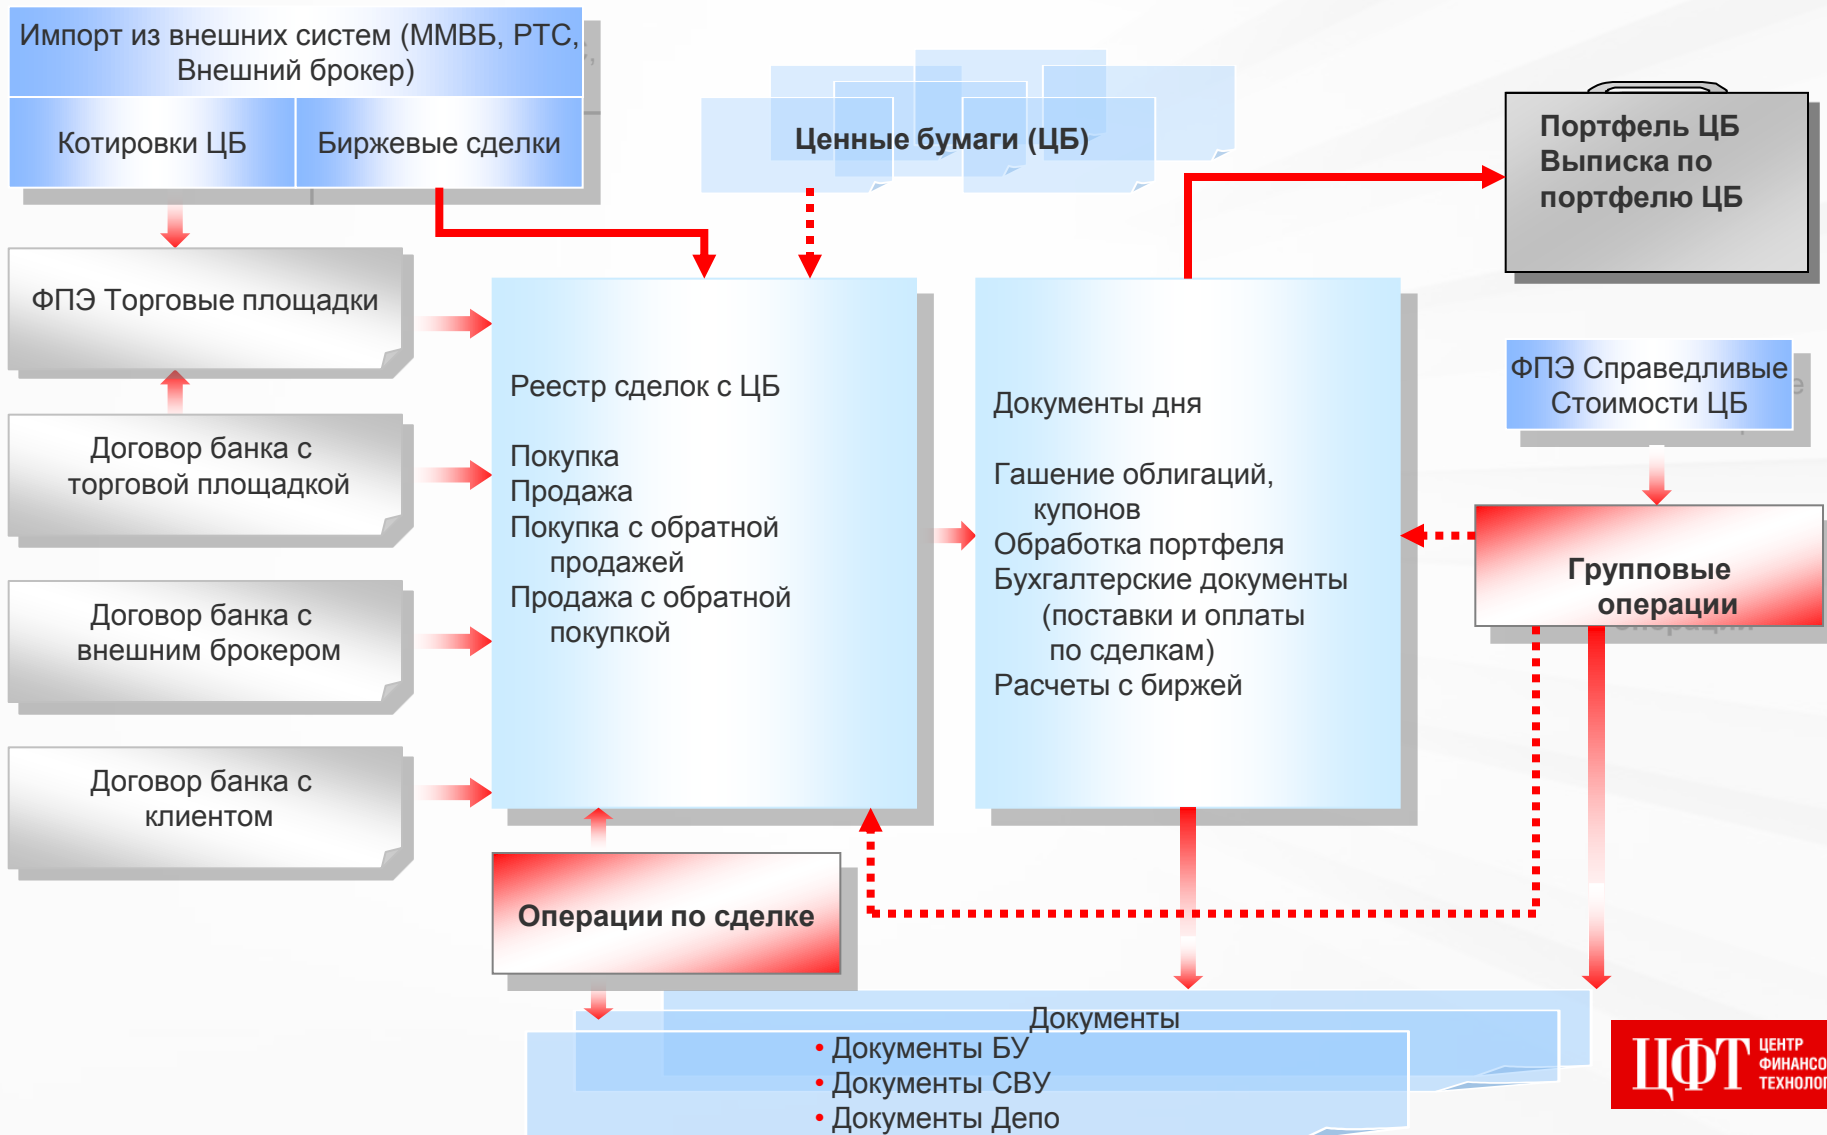 Импорт из внешних систем (ММВБ, РТС,
Внешний брокер)
Котировки ЦБ
Биржевые сделки
Ценные бумаги (ЦБ)
Портфель ЦБ
Выписка по
портфелю ЦБ
ФПЭ Торговые площадки
Договор банка с
торговой площадкой
Договор банка с
внешним брокером
Договор банка с
клиентом
Реестр сделок с ЦБ
Покупка
Продажа
Покупка с обратной
продажей
Продажа с обратной
покупкой
Документы дня
Гашение облигаций,
купонов
Обработка портфеля
Бухгалтерские документы
(поставки и оплаты
по сделкам)
Расчеты с биржей
ФПЭ Справедливые
Стоимости ЦБ
Групповые
операции
Операции по сделке
Документы
• Документы БУ
• Документы СВУ
• Документы Депо
ЦФТ
ЦЕНТР
ФИНАНСО
ТЕХНОЛОГ